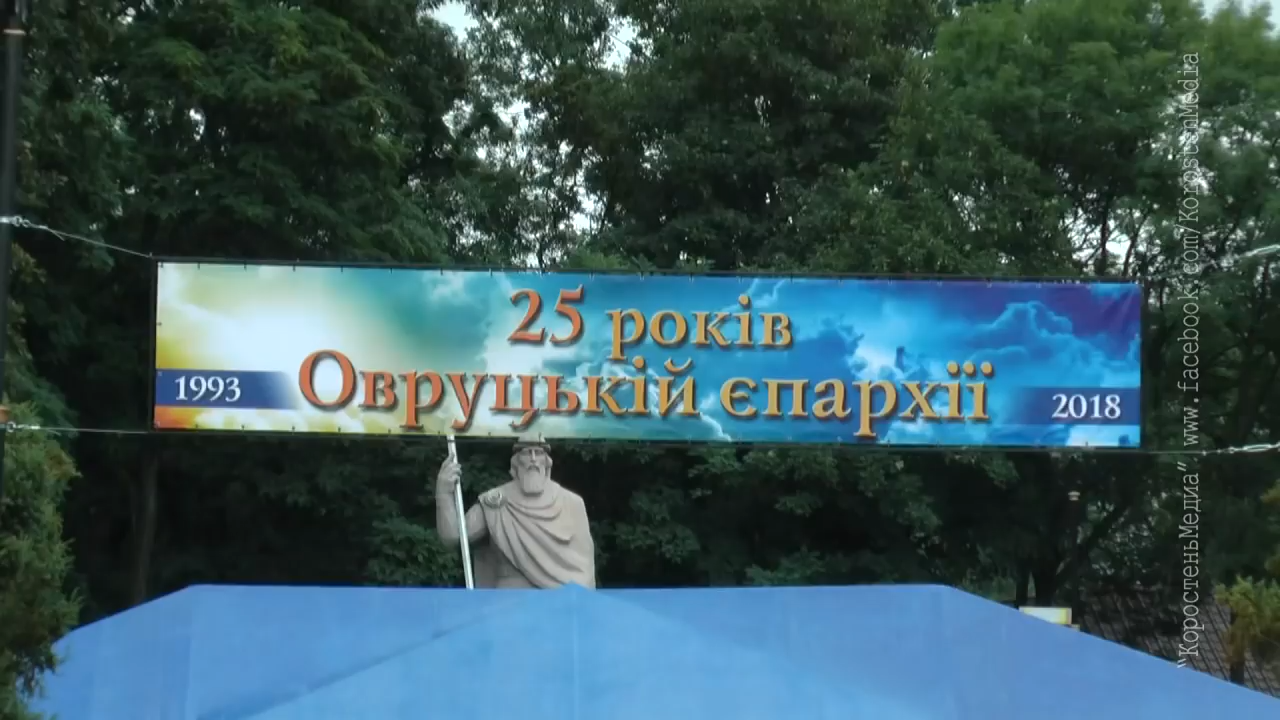 25 років
Овруцькій єпархії
1993
2018
"КоростеньМедиа" www.facebook.com/KorostenMedia